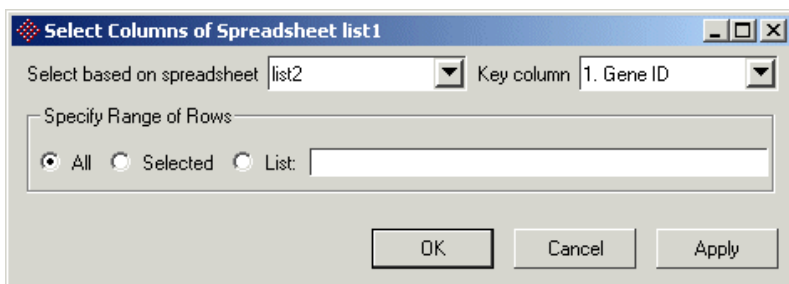 Select Columns of Spreadsheet list1
Select based on spreadsheet list2 Key column 1. Gene ID
Specify Range of Rows
All Selected List:
OK Cancel Apply